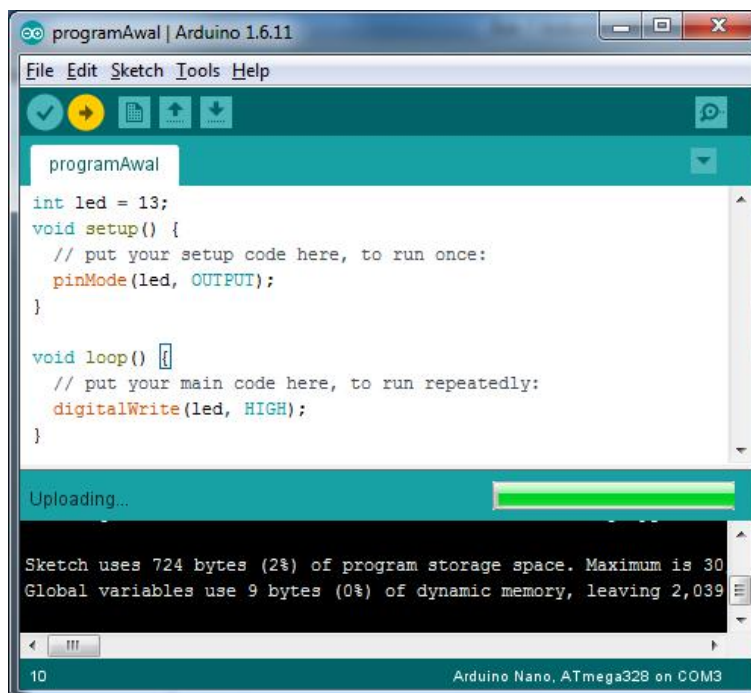 programAwal | Arduino 1.6.11
File Edit Sketch Tools Help
programAwal
int led = 13;
void setup() {
  // put your setup code here, to run once:
  pinMode(led, OUTPUT);
}
void loop() {
  // put your main code here, to run repeatedly:
  digitalWrite(led, HIGH);
}
Uploading...
Sketch uses 724 bytes (2%) of program storage space. Maximum is 30
Global variables use 9 bytes (0%) of dynamic memory, leaving 2,039
10 Arduino Nano, ATmega328 on COM3